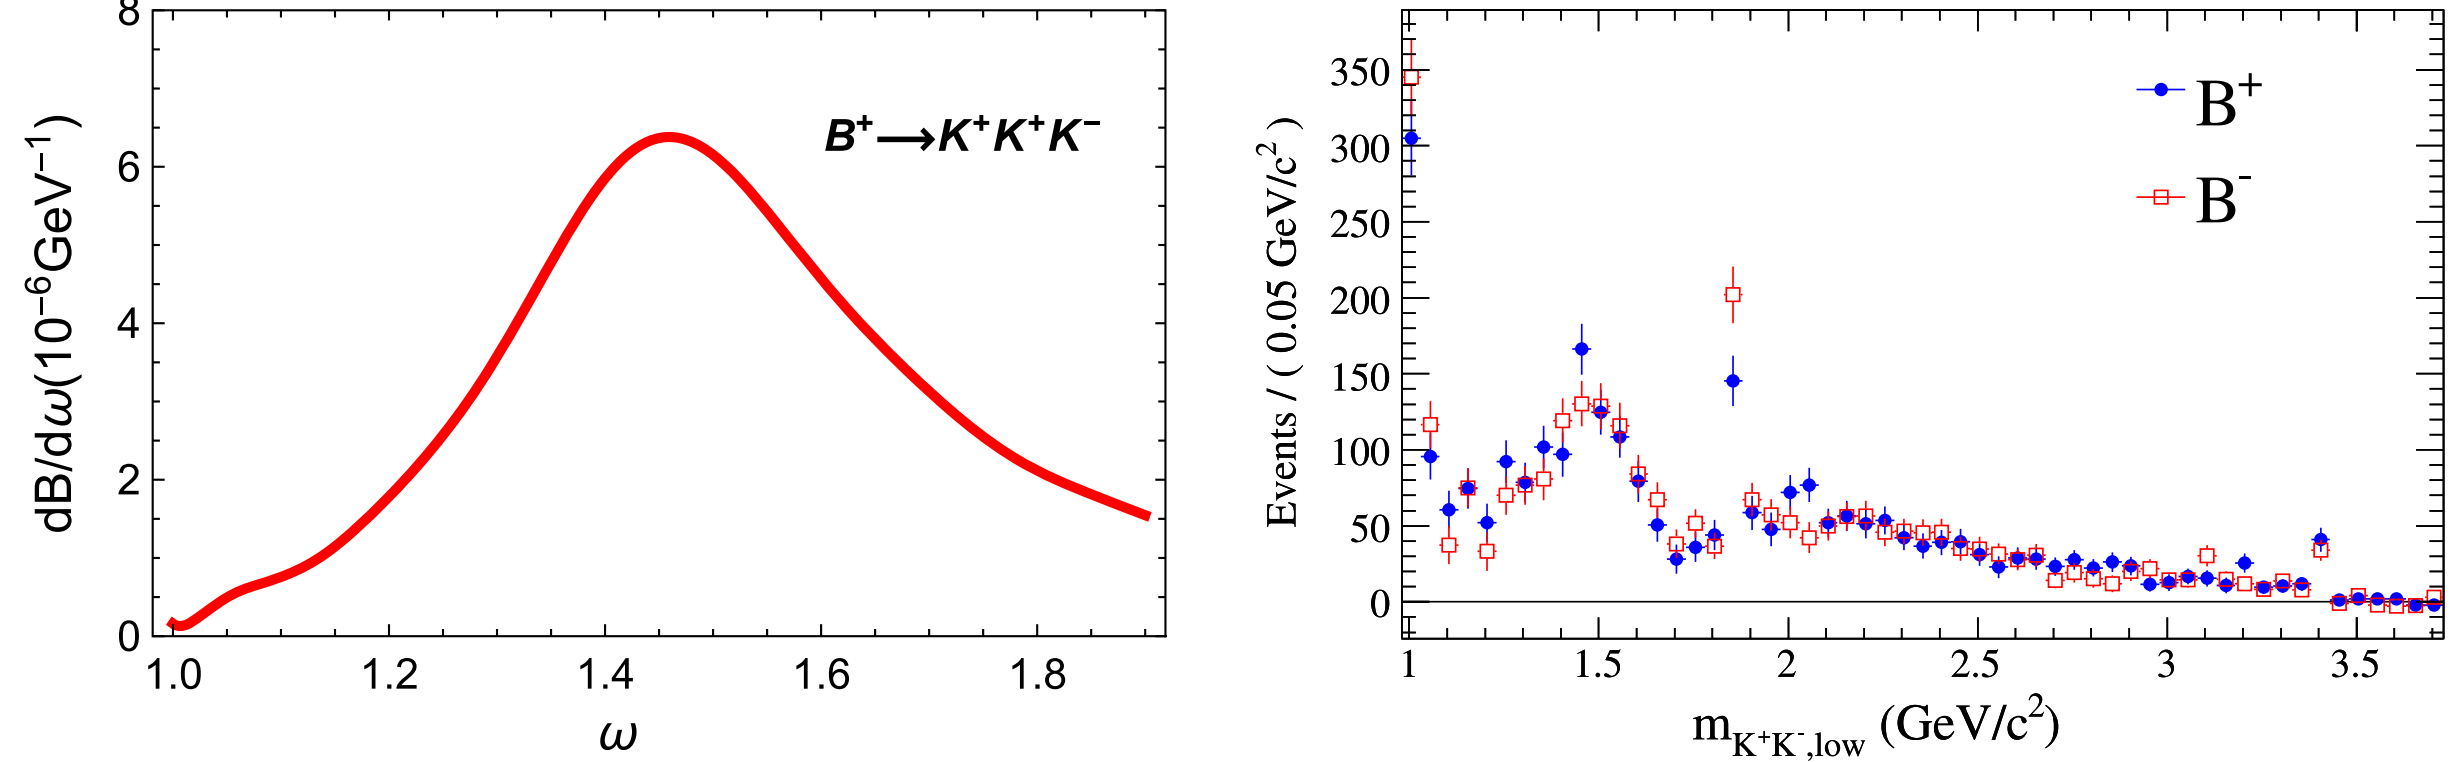 8
6
4
2
0
1.0 1.2 1.4 1.6 1.8
ω
dB/dω(10⁻⁶GeV⁻¹)
B⁺⟶K⁺K⁺K⁻
350
300
250
200
150
100
50
0
1 1.5 2 2.5 3 3.5
m_K⁺K⁻,low (GeV/c²)
Events / ( 0.05 GeV/c² )
B⁺
B⁻